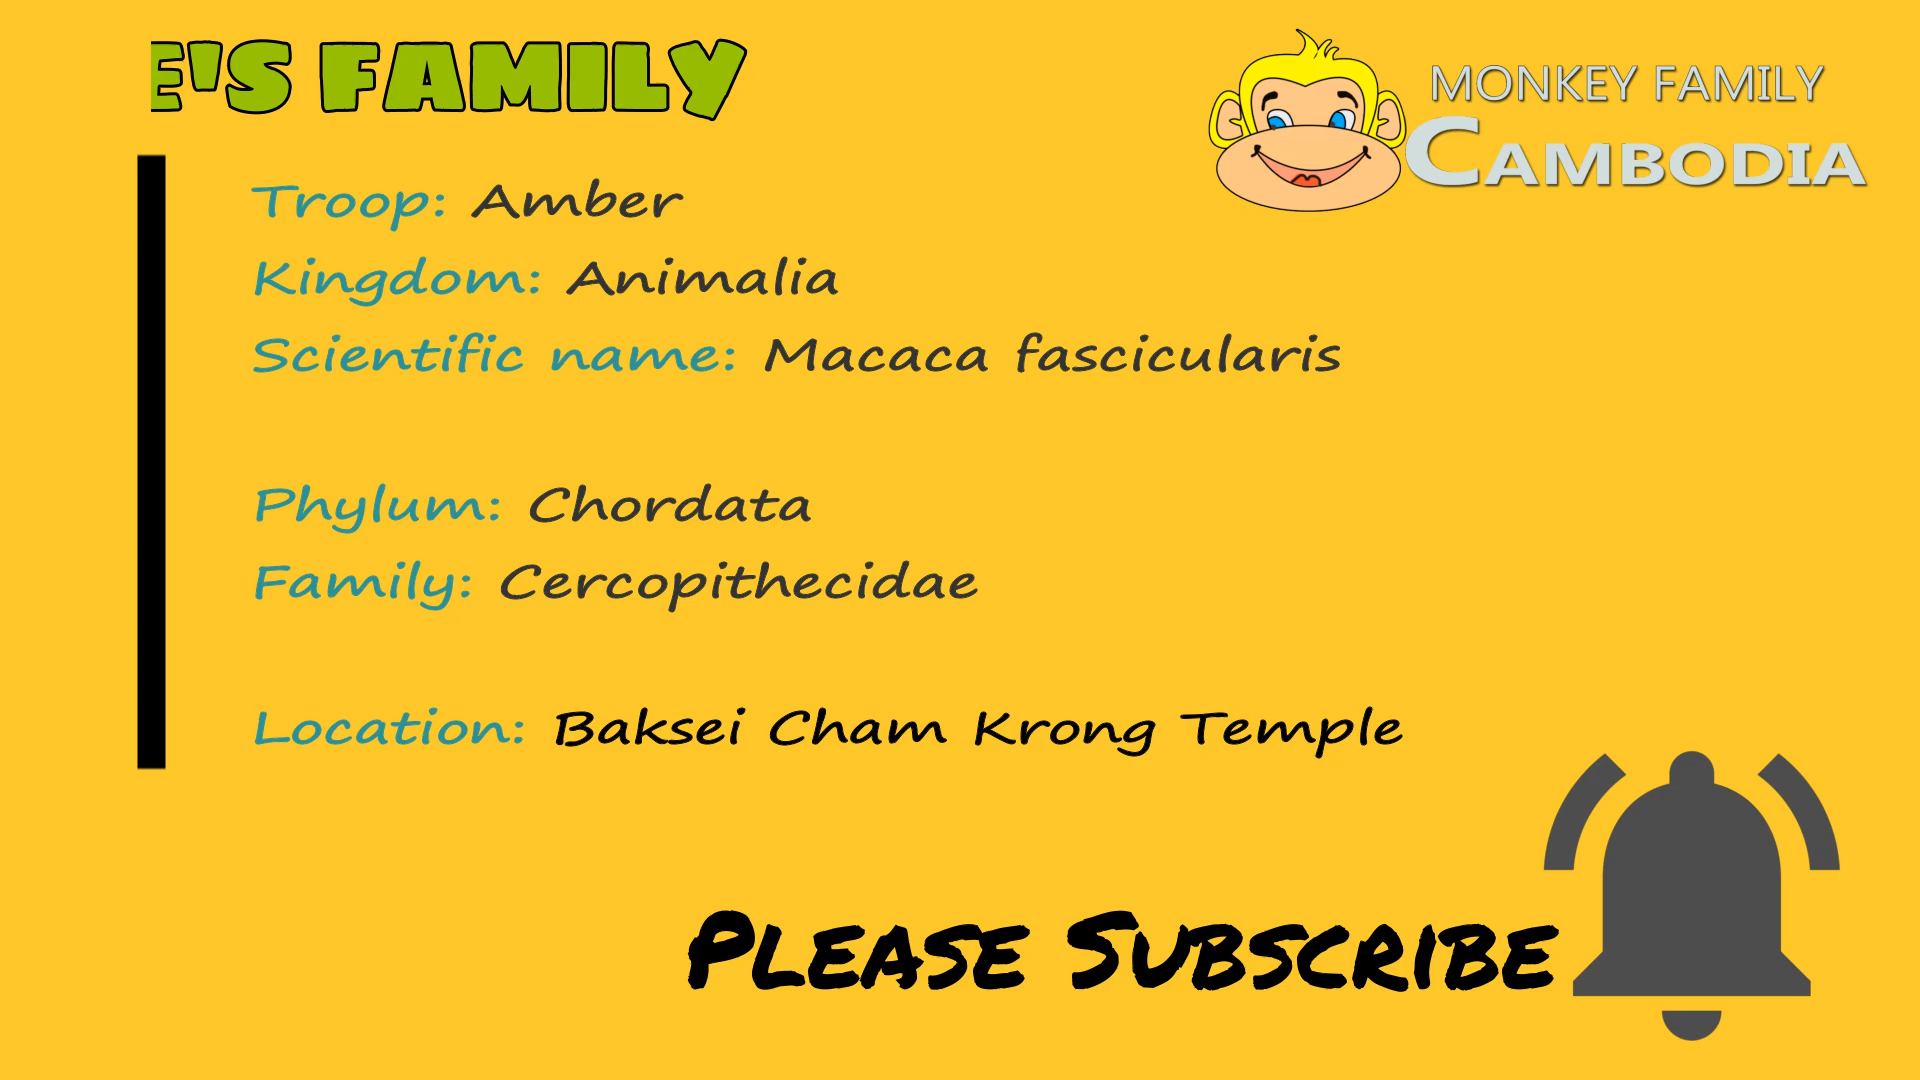 E'S FAMILY
MONKEY FAMILY
CAMBODIA
Troop: Amber
Kingdom: Animalia
Scientific name: Macaca fascicularis
Phylum: Chordata
Family: Cercopithecidae
Location: Baksei Cham Krong Temple
PLEASE SUBSCRIBE